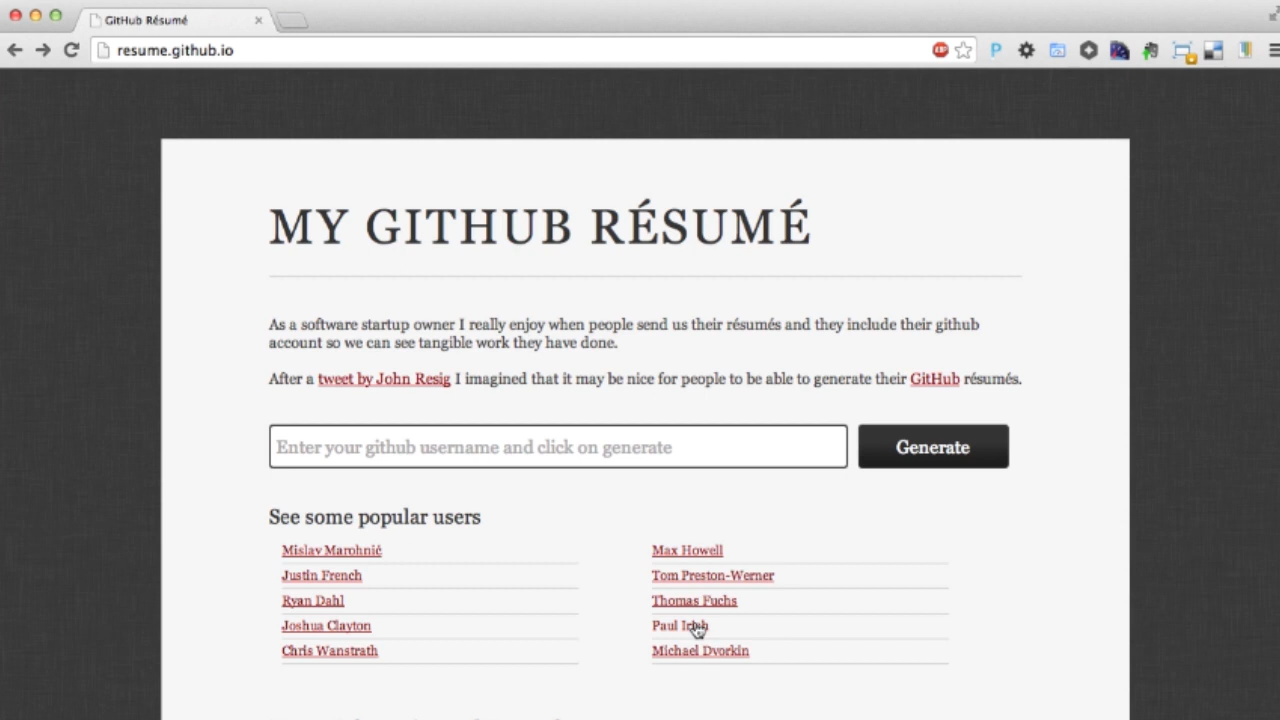 GitHub Résumé
resume.github.io
MY GITHUB RÉSUMÉ
As a software startup owner I really enjoy when people send us their résumés and they include their github
account so we can see tangible work they have done.
After a tweet by John Resig I imagined that it may be nice for people to be able to generate their GitHub résumés.
Enter your github username and click on generate
Generate
See some popular users
Mislav Marohnić
Justin French
Ryan Dahl
Joshua Clayton
Chris Wanstrath
Max Howell
Tom Preston-Werner
Thomas Fuchs
Paul Irish
Michael Dvorkin